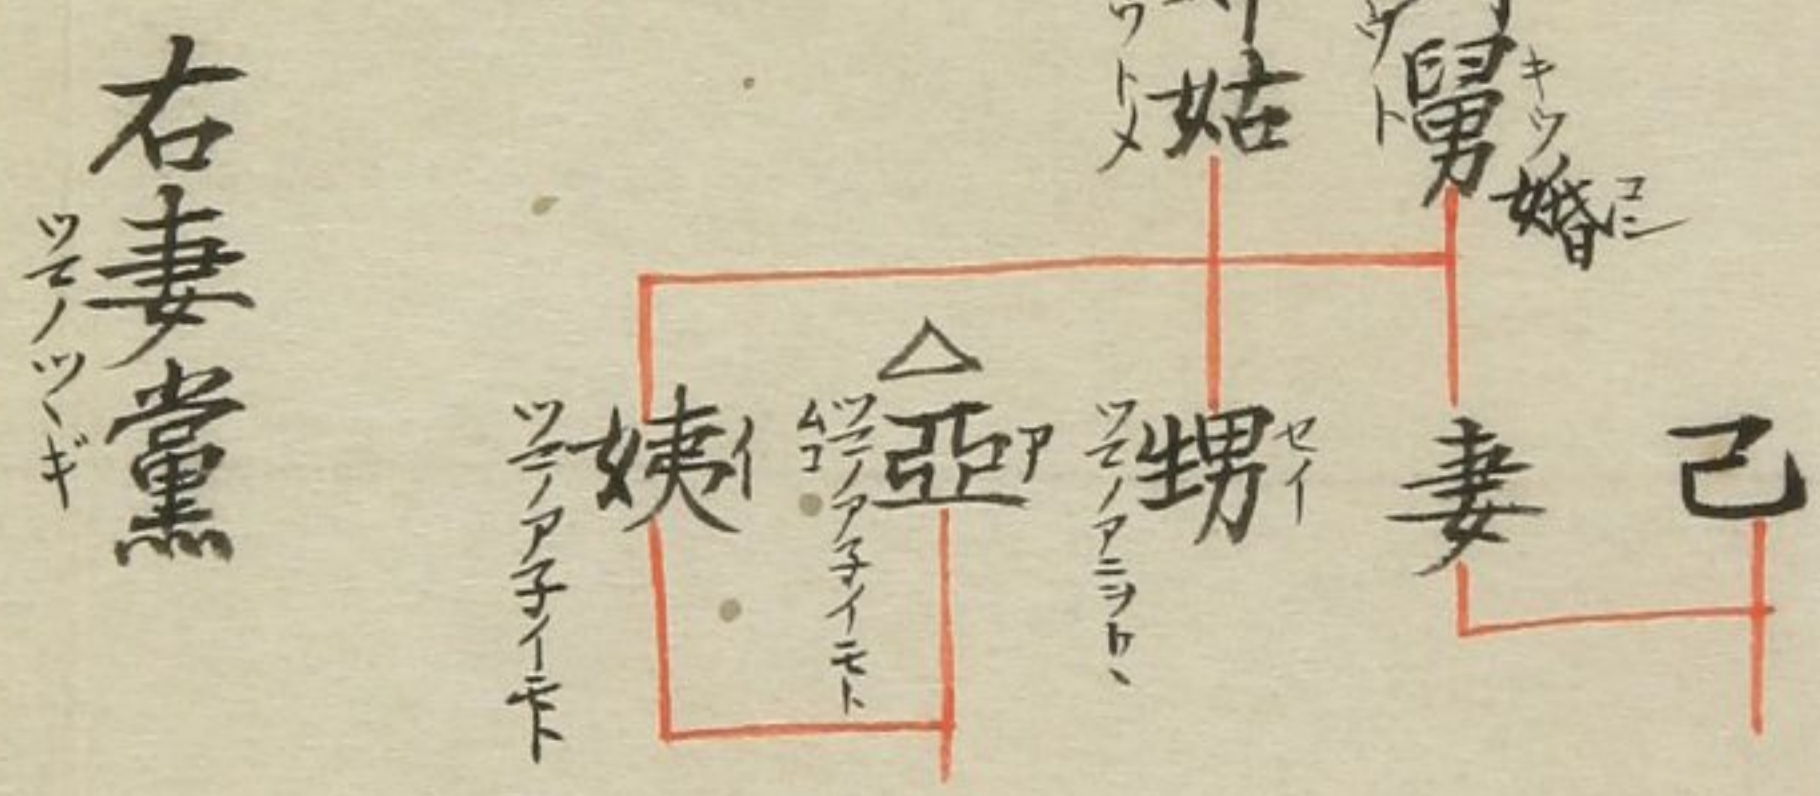 己
妻
舅
キウ
ウト
婚
コン
姑
ウトメ
甥
セイ
ツマノアニヲトヽ
△
亞
ア
ツマノアネイモト
ムコ
姨
イ
ツマノアネイモト
右妻黨
ツマノツヾギ